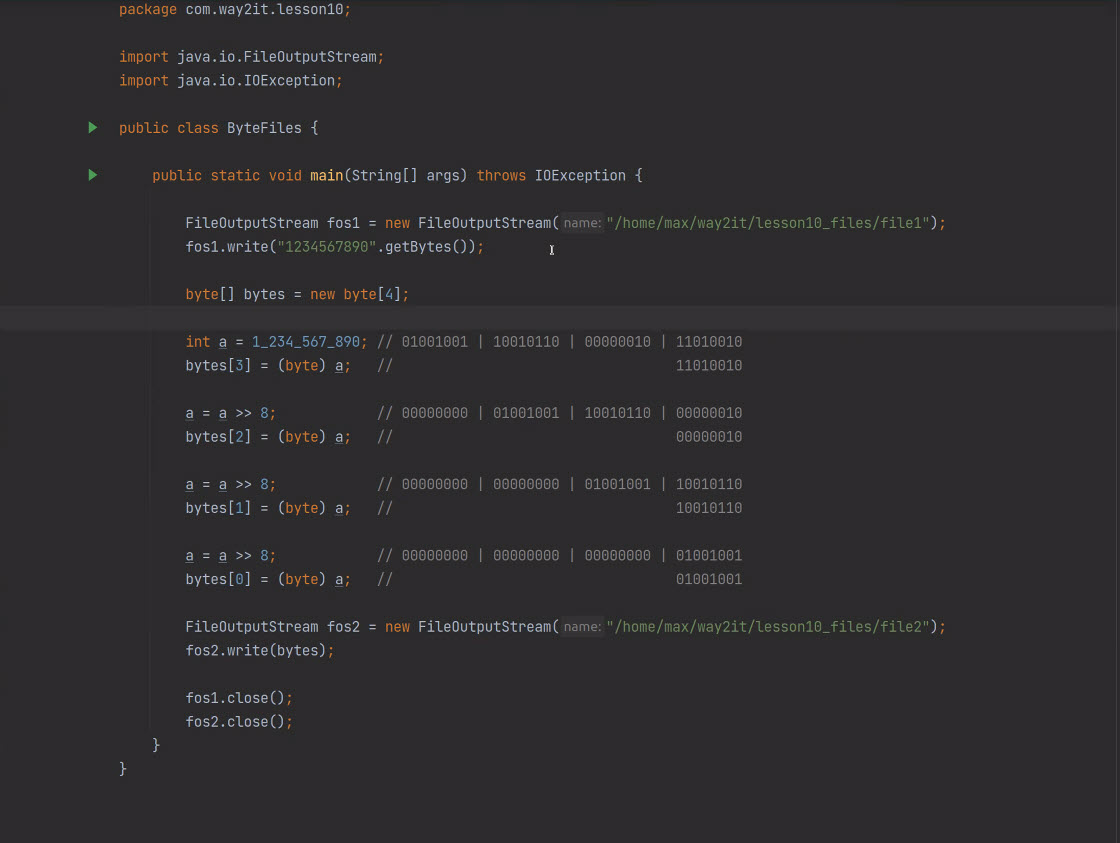 package com.way2it.lesson10;
import java.io.FileOutputStream;
import java.io.IOException;
public class ByteFiles {
public static void main(String[] args) throws IOException {
FileOutputStream fos1 = new FileOutputStream( name: "/home/max/way2it/lesson10_files/file1");
fos1.write("1234567890".getBytes());
byte[] bytes = new byte[4];
int a = 1_234_567_890; // 01001001 | 10010110 | 00000010 | 11010010
bytes[3] = (byte) a; // 11010010
a = a >> 8; // 00000000 | 01001001 | 10010110 | 00000010
bytes[2] = (byte) a; // 00000010
a = a >> 8; // 00000000 | 00000000 | 01001001 | 10010110
bytes[1] = (byte) a; // 10010110
a = a >> 8; // 00000000 | 00000000 | 00000000 | 01001001
bytes[0] = (byte) a; // 01001001
FileOutputStream fos2 = new FileOutputStream( name: "/home/max/way2it/lesson10_files/file2");
fos2.write(bytes);
fos1.close();
fos2.close();
}
}